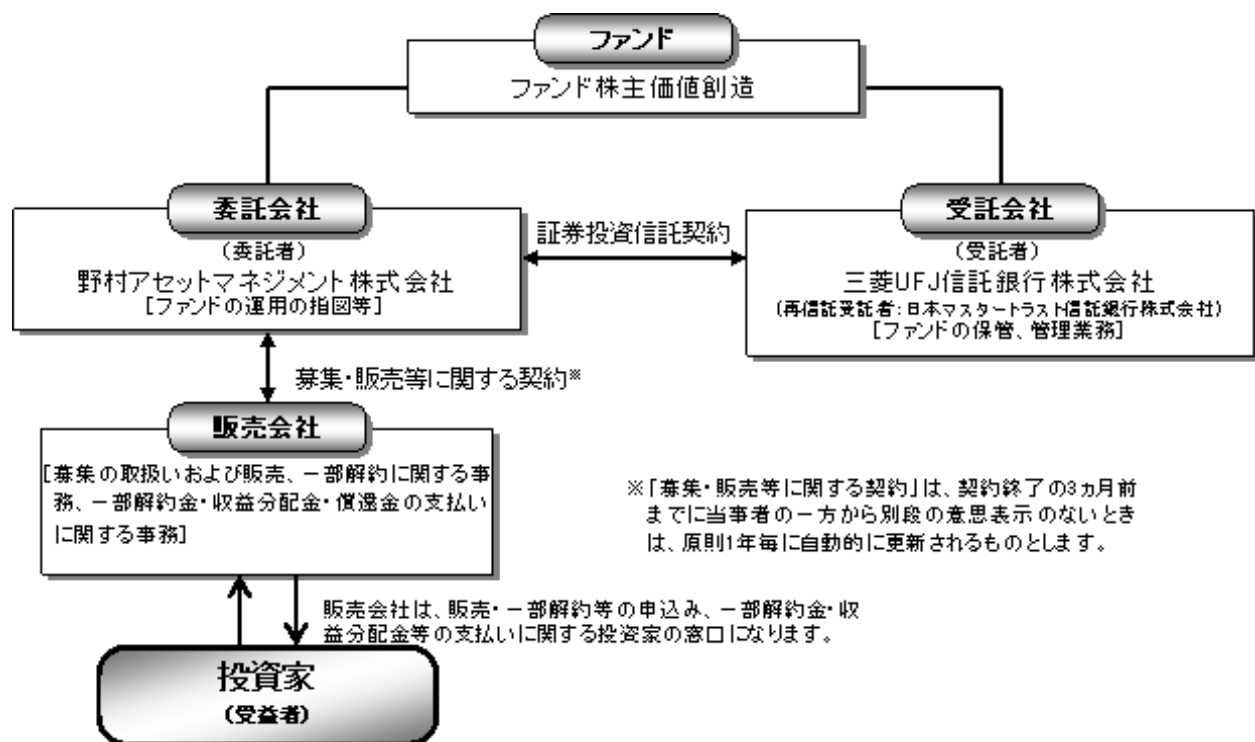 ファンド
ファンド株主価値創造
委託会社
(委託者)
野村アセットマネジメント株式会社
[ファンドの運用の指図等]
証券投資信託契約
受託会社
(受託者)
三菱UFJ信託銀行株式会社
(再信託受託者:日本マスタートラスト信託銀行株式会社)
[ファンドの保管、管理業務]
募集・販売等に関する契約※
販売会社
[募集の取扱いおよび販売、一部解約に関する事
務、一部解約金・収益分配金・償還金の支払い
に関する事務]
※「募集・販売等に関する契約」は、契約終了の3ヵ月前
までに当事者の一方から別段の意思表示のないとき
は、原則1年毎に自動的に更新されるものとします。
販売会社は、販売・一部解約等の申込み、一部解約金・収
益分配金等の支払いに関する投資家の窓口になります。
投資家
(受益者)